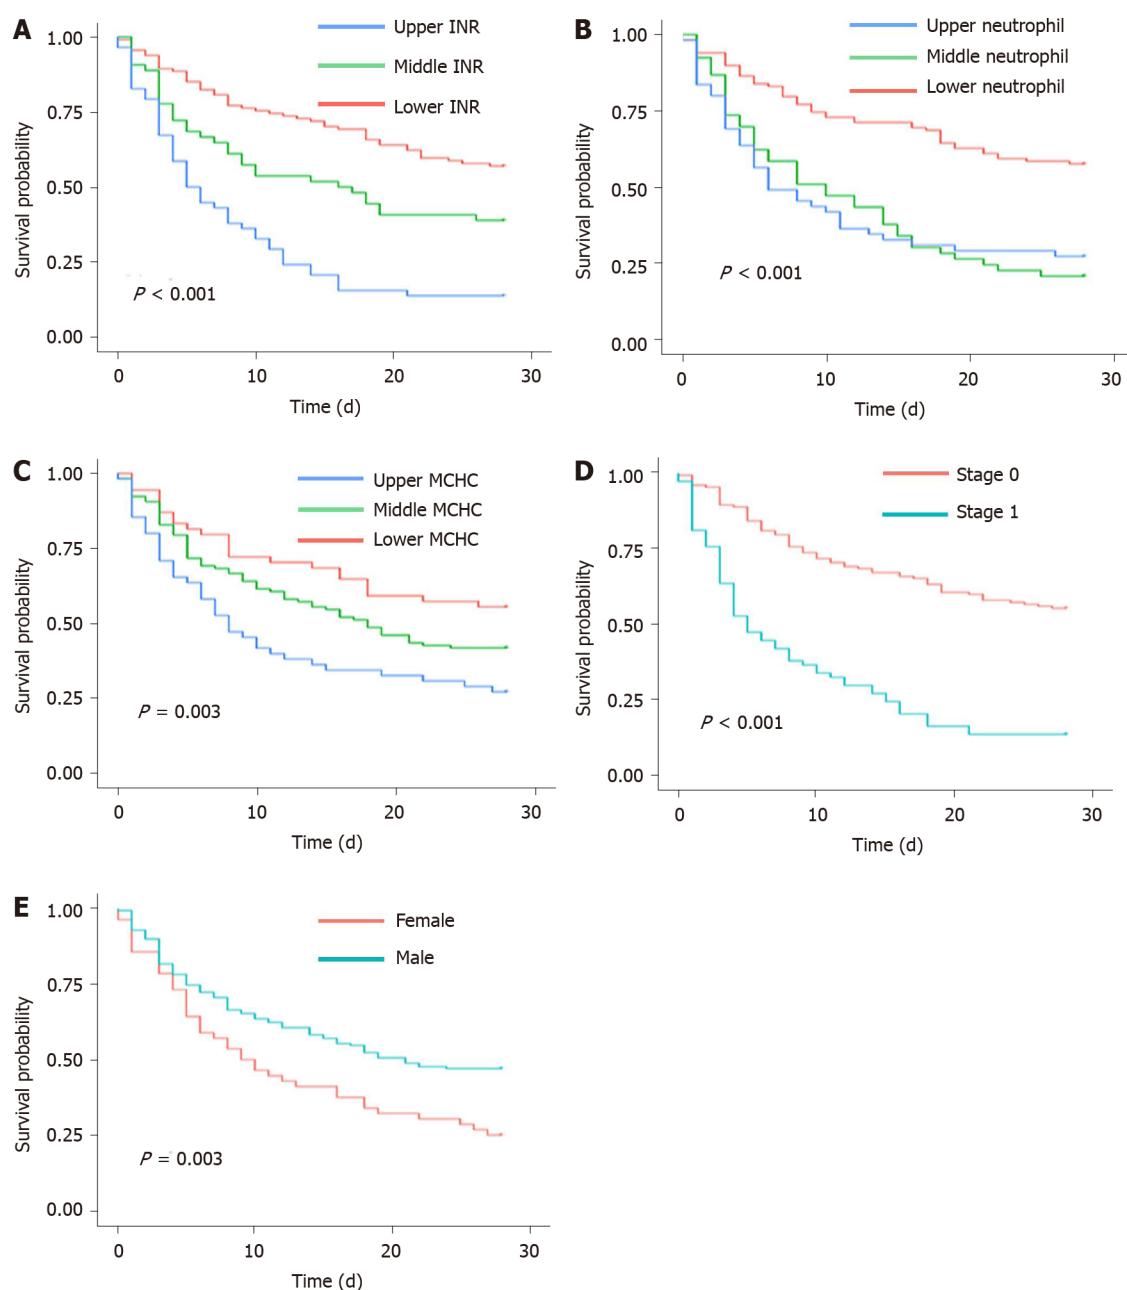 A
Upper INR
Middle INR
Lower INR
1.00
0.75
0.50
0.25
0.00
Survival probability
P < 0.001
0 10 20 30
Time (d)
B
Upper neutrophil
Middle neutrophil
Lower neutrophil
1.00
0.75
0.50
0.25
0.00
Survival probability
P < 0.001
0 10 20 30
Time (d)
C
Upper MCHC
Middle MCHC
Lower MCHC
1.00
0.75
0.50
0.25
0.00
Survival probability
P = 0.003
0 10 20 30
Time (d)
D
Stage 0
Stage 1
1.00
0.75
0.50
0.25
0.00
Survival probability
P < 0.001
0 10 20 30
Time (d)
E
Female
Male
1.00
0.75
0.50
0.25
0.00
Survival probability
P = 0.003
0 10 20 30
Time (d)